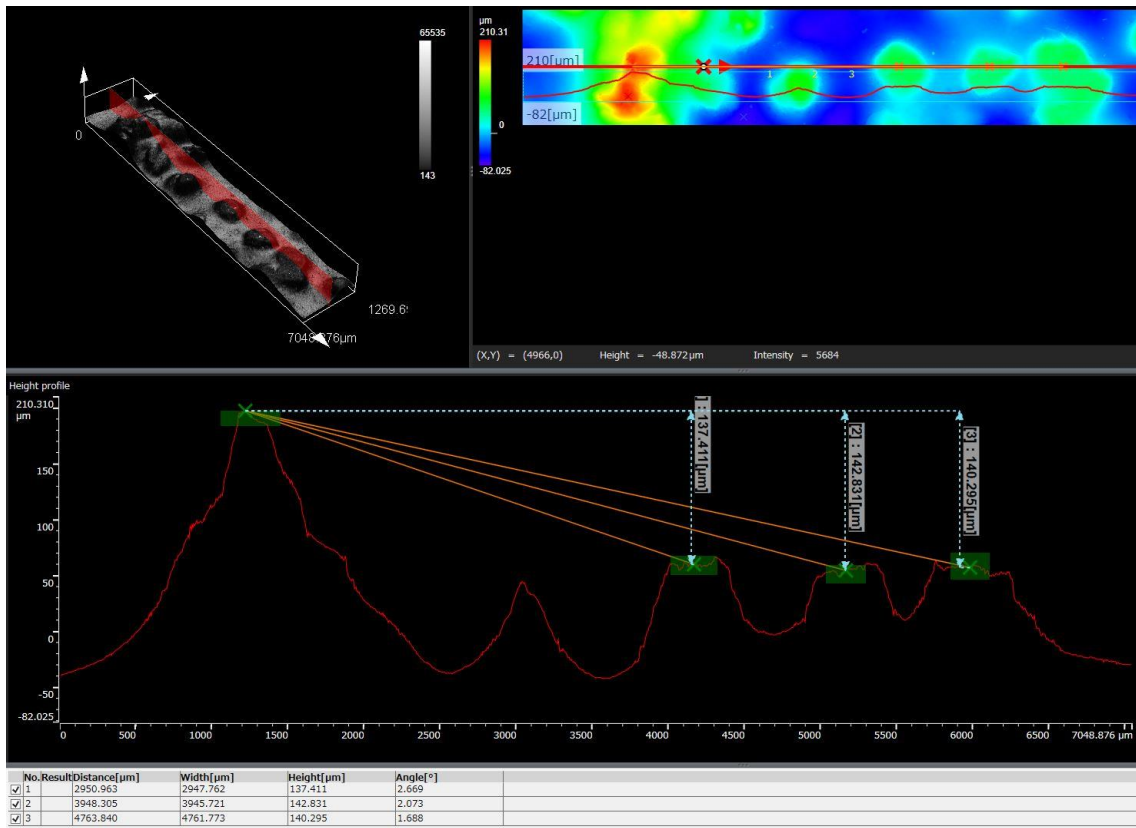 65535
143
0
1269.6
7048.876μm
μm
210.31
0
-82.025
210[μm]
-82[μm]
1 2 3
(X,Y) = (4966,0) Height = -48.872μm Intensity = 5684
Height profile
210.310
μm
150
100
50
0
-50
-82.025
] : 137.411[μm]
[2] : 142.831[μm]
[3] : 140.295[μm]
0 500 1000 1500 2000 2500 3000 3500 4000 4500 5000 5500 6000 6500 7048.876 μm
No. Result Distance[μm] Width[μm] Height[μm] Angle[°]
1 2950.963 2947.762 137.411 2.669
2 3948.305 3945.721 142.831 2.073
3 4763.840 4761.773 140.295 1.688